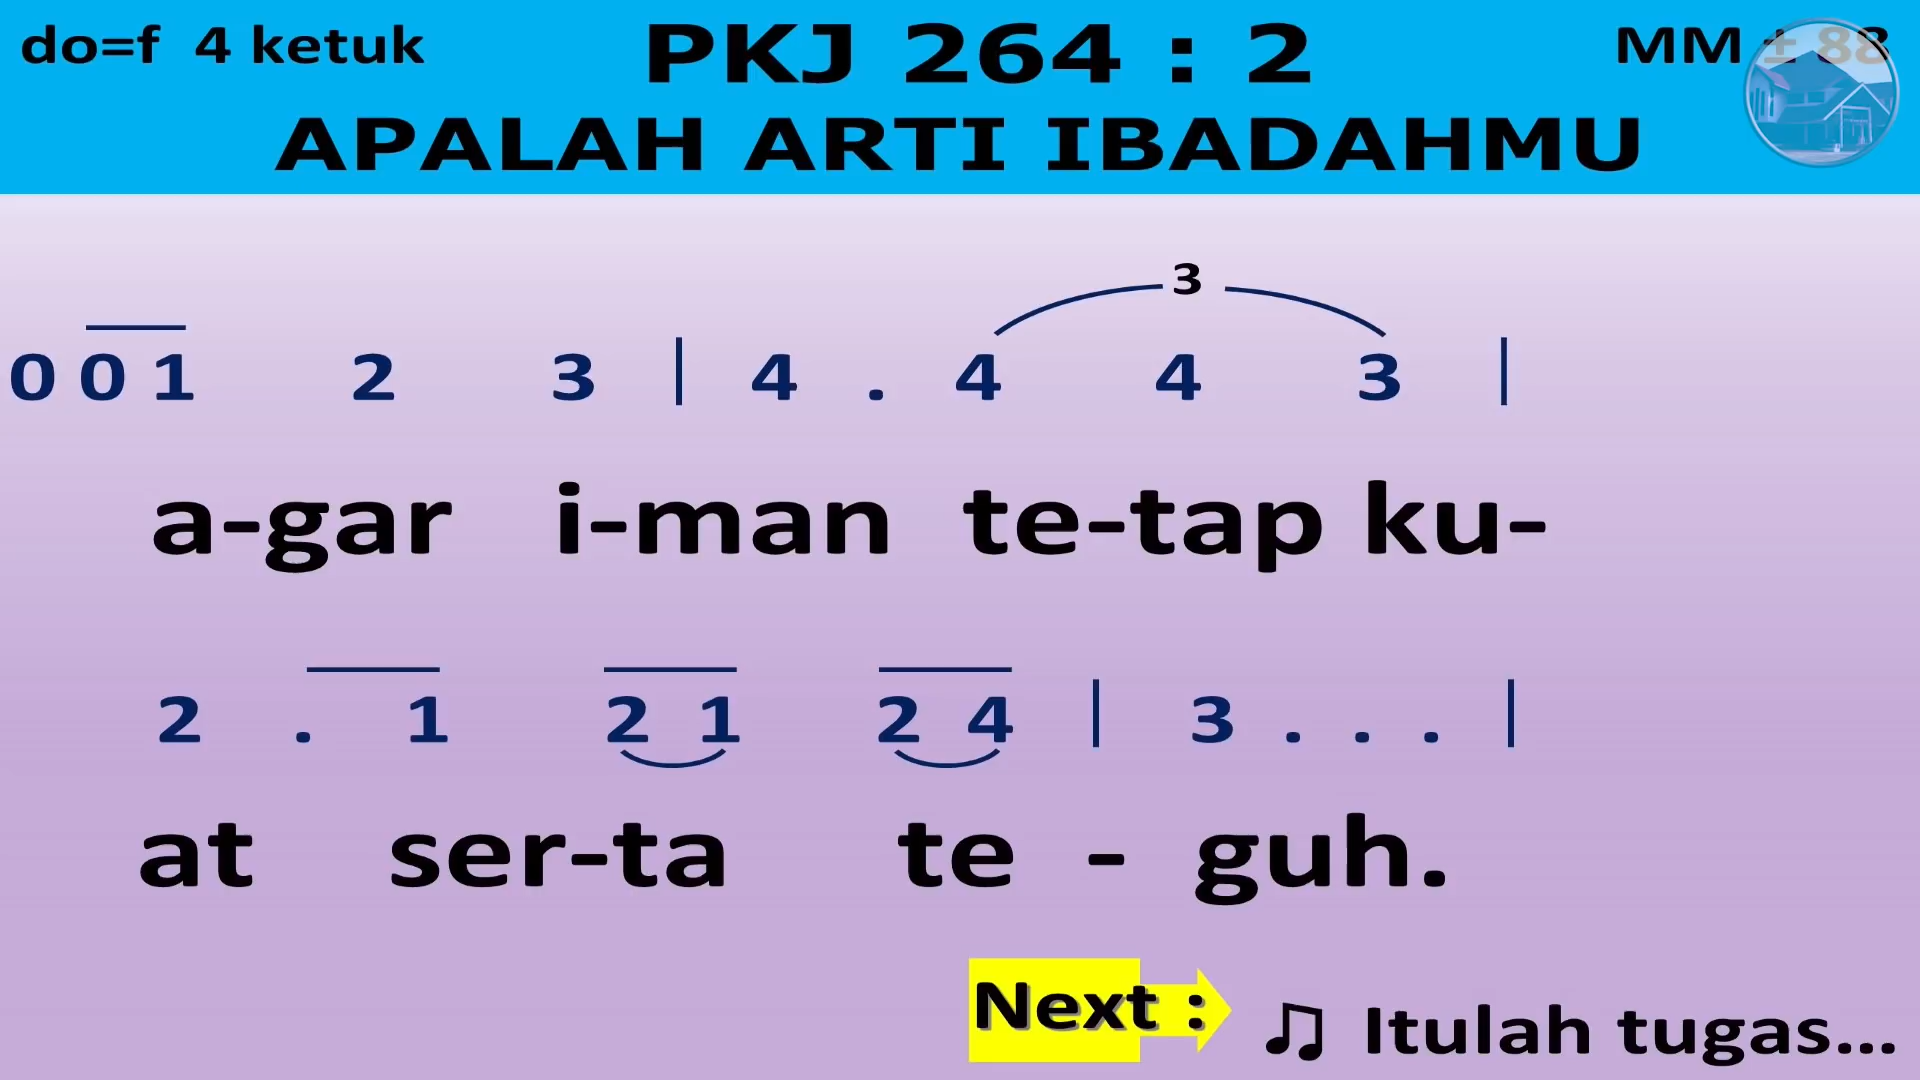 do=f 4 ketuk
PKJ 264 : 2
MM ± 88
APALAH ARTI IBADAHMU
3
0 0 1 2 3 | 4 . 4 4 3 |
a-gar i-man te-tap ku-
2 . 1 2 1 2 4 | 3 . . . |
at ser-ta te - guh.
Next :
♫ Itulah tugas...